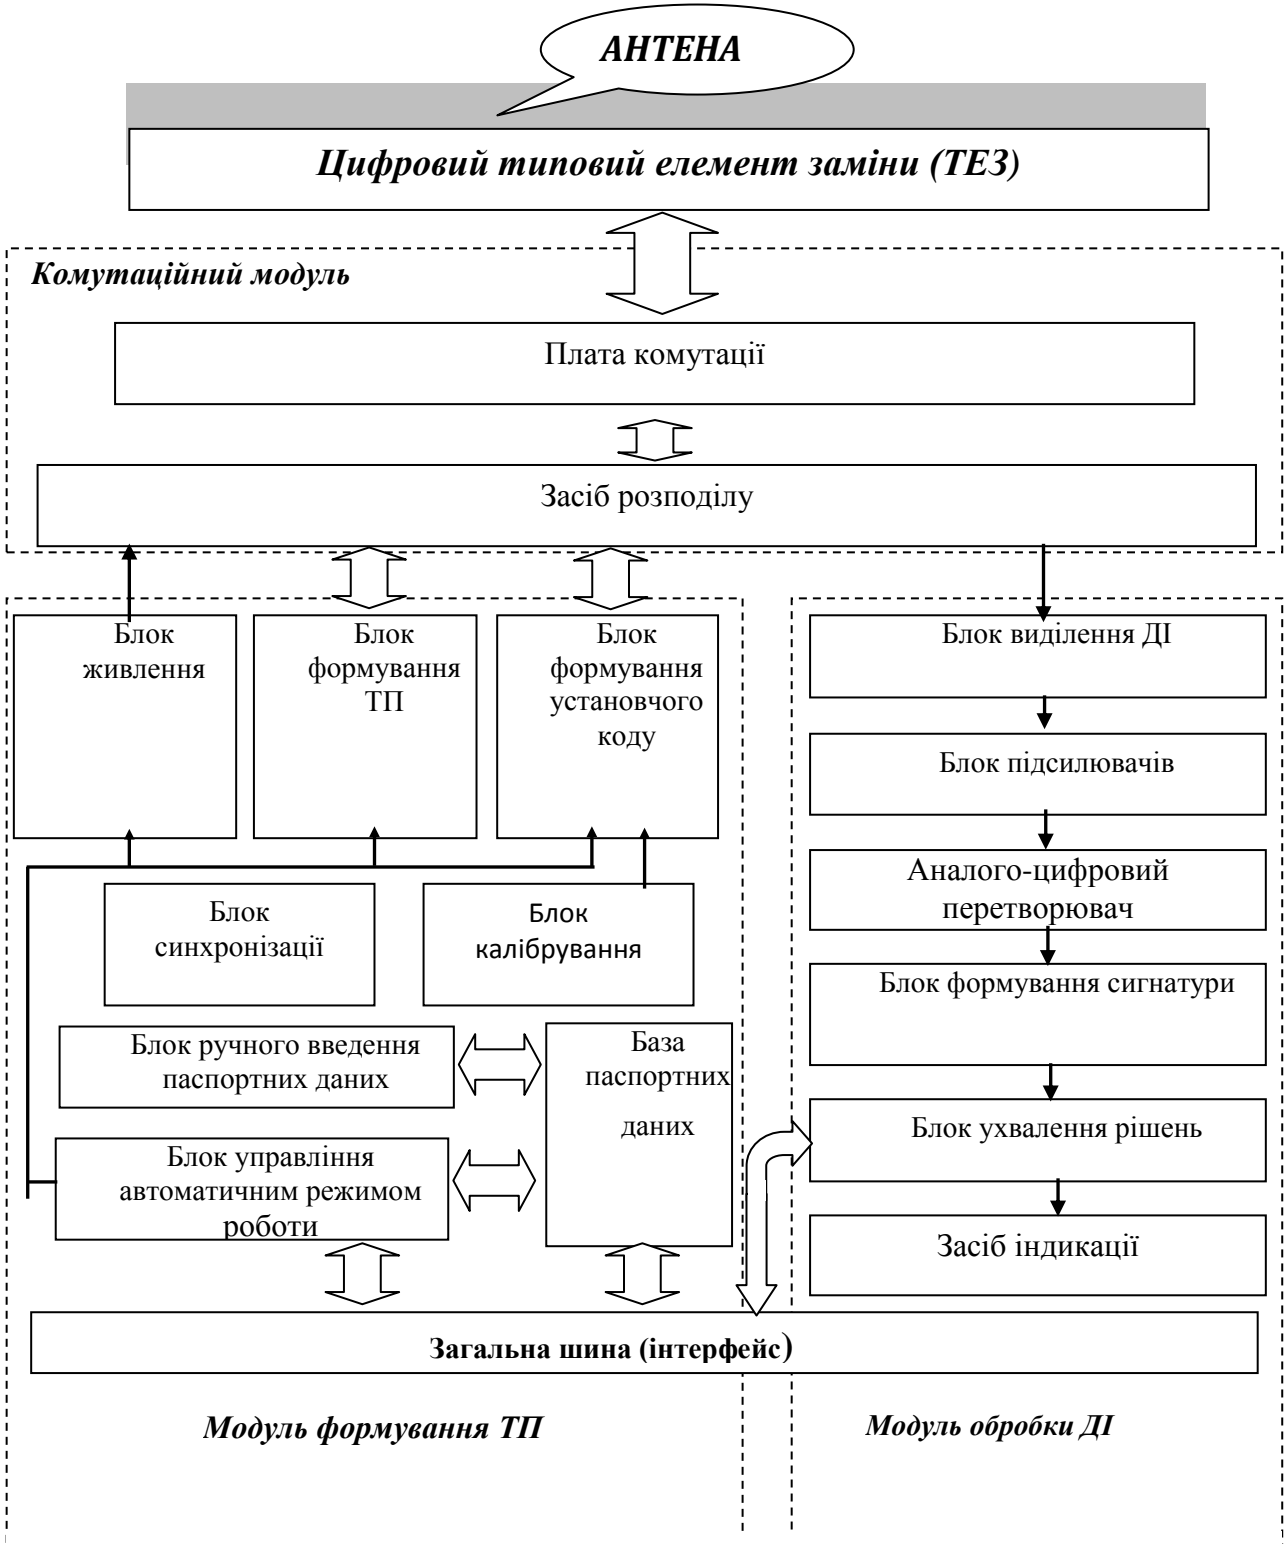 АНТЕНА
Цифровий типовий елемент заміни (ТЕЗ)
Комутаційний модуль
Плата комутації
Засіб розподілу
Блок
живлення
Блок
формування
ТП
Блок
формування
установчого
коду
Блок
синхронізації
Блок
калібрування
Блок ручного введення
паспортних даних
База
паспортних
даних
Блок управління
автоматичним режимом
роботи
Блок виділення ДІ
Блок підсилювачів
Аналого-цифровий
перетворювач
Блок формування сигнатури
Блок ухвалення рішень
Засіб індикації
Загальна шина (інтерфейс)
Модуль формування ТП
Модуль обробки ДІ